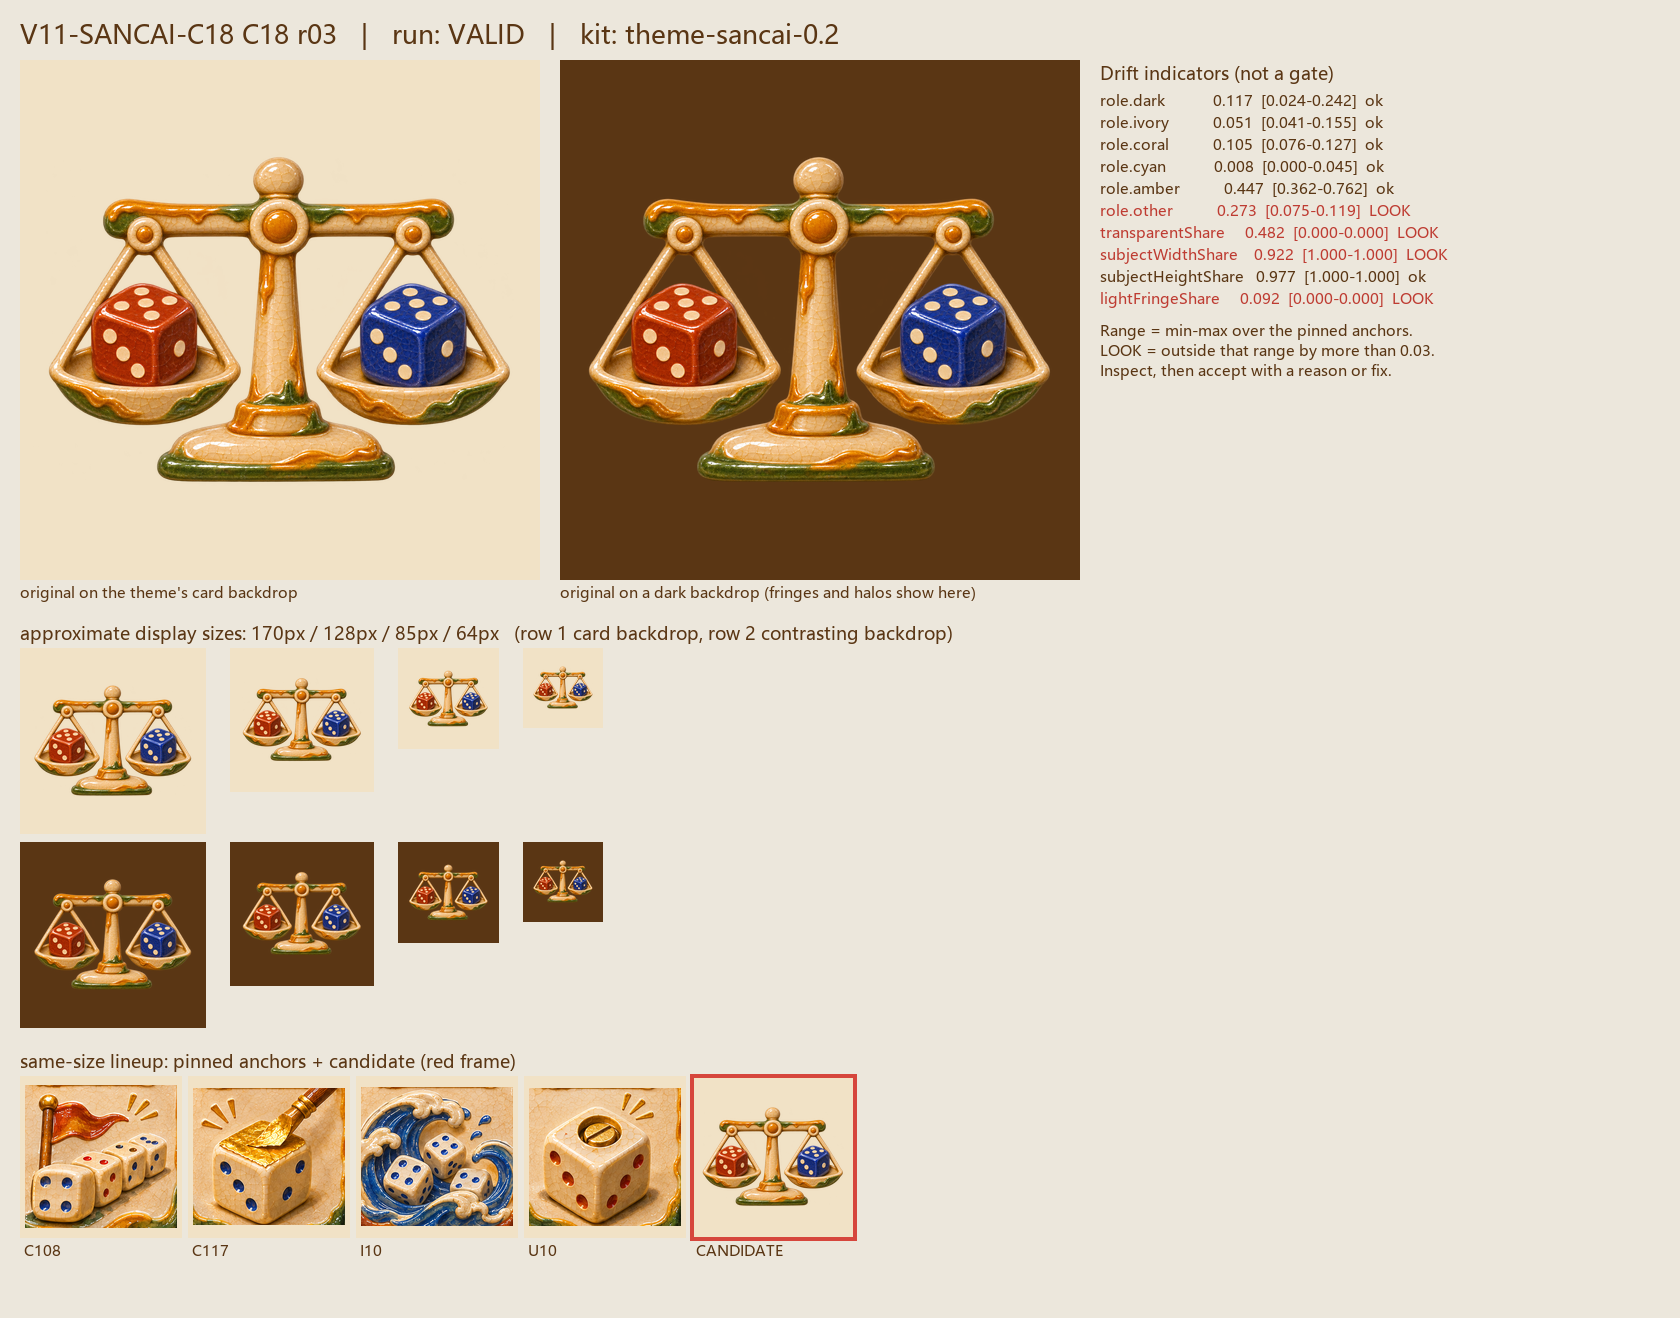 V11-SANCAI-C18 C18 r03 | run: VALID | kit: theme-sancai-0.2
Drift indicators (not a gate)
role.dark 0.117 [0.024-0.242] ok
role.ivory 0.051 [0.041-0.155] ok
role.coral 0.105 [0.076-0.127] ok
role.cyan 0.008 [0.000-0.045] ok
role.amber 0.447 [0.362-0.762] ok
role.other 0.273 [0.075-0.119] LOOK
transparentShare 0.482 [0.000-0.000] LOOK
subjectWidthShare 0.922 [1.000-1.000] LOOK
subjectHeightShare 0.977 [1.000-1.000] ok
lightFringeShare 0.092 [0.000-0.000] LOOK
Range = min-max over the pinned anchors.
LOOK = outside that range by more than 0.03.
Inspect, then accept with a reason or fix.
original on the theme's card backdrop
original on a dark backdrop (fringes and halos show here)
approximate display sizes: 170px / 128px / 85px / 64px (row 1 card backdrop, row 2 contrasting backdrop)
same-size lineup: pinned anchors + candidate (red frame)
C108
C117
I10
U10
CANDIDATE